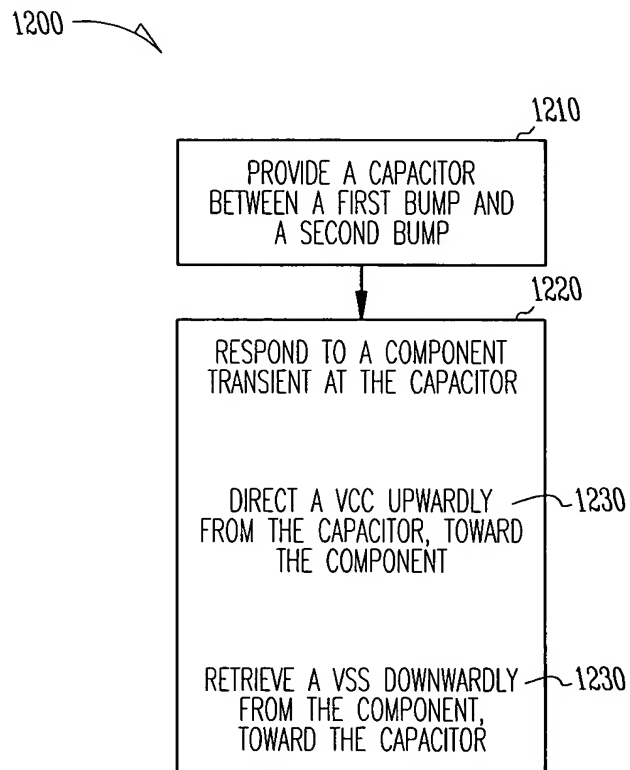 1200
1210
PROVIDE A CAPACITOR
BETWEEN A FIRST BUMP AND
A SECOND BUMP
1220
RESPOND TO A COMPONENT
TRANSIENT AT THE CAPACITOR
DIRECT A VCC UPWARDLY 1230
FROM THE CAPACITOR, TOWARD
THE COMPONENT
RETRIEVE A VSS DOWNWARDLY 1230
FROM THE COMPONENT,
TOWARD THE CAPACITOR